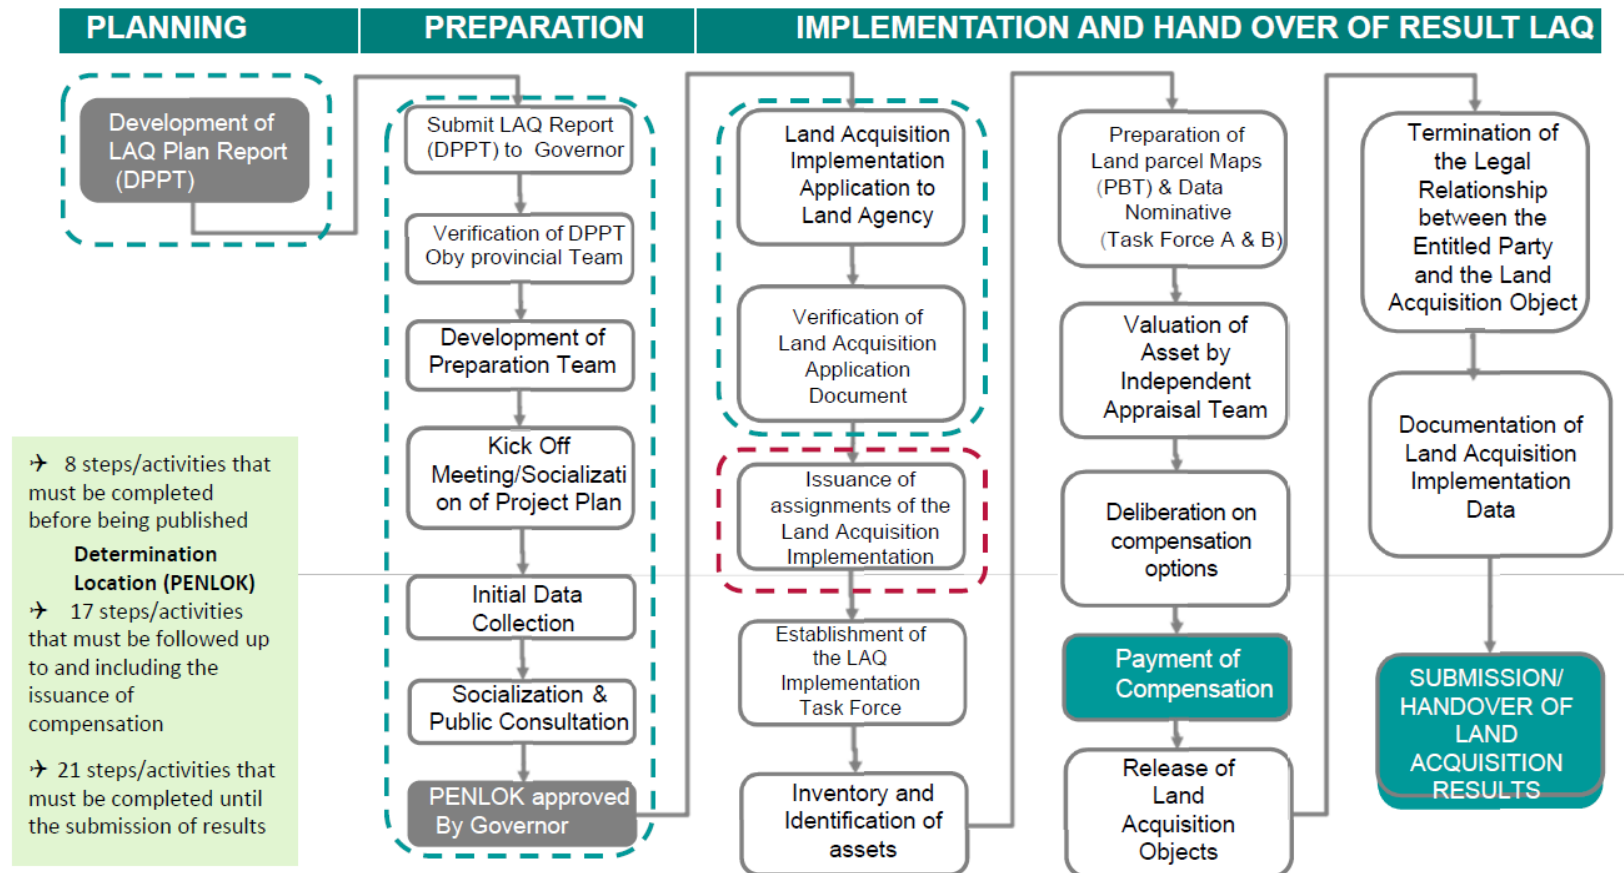 PLANNING
PREPARATION
IMPLEMENTATION AND HAND OVER OF RESULT LAQ
Development of
LAQ Plan Report
(DPPT)
Submit LAQ Report
(DPPT) to Governor
Verification of DPPT
Oby provincial Team
Development of
Preparation Team
Kick Off
Meeting/Socializati
on of Project Plan
Initial Data
Collection
Socialization &
Public Consultation
PENLOK approved
By Governor
Land Acquisition
Implementation
Application to
Land Agency
Verification of
Land Acquisition
Application
Document
Issuance of
assignments of the
Land Acquisition
Implementation
Establishment of
the LAQ
Implementation
Task Force
Inventory and
Identification of
assets
Preparation of
Land parcel Maps
(PBT) & Data
Nominative
(Task Force A & B)
Valuation of
Asset by
Independent
Appraisal Team
Deliberation on
compensation
options
Payment of
Compensation
Release of
Land
Acquisition
Objects
Termination of
the Legal
Relationship
between the
Entitled Party
and the Land
Acquisition Object
Documentation of
Land Acquisition
Implementation
Data
SUBMISSION/
HANDOVER OF
LAND
ACQUISITION
RESULTS
✈ 8 steps/activities that
must be completed
before being published
Determination
Location (PENLOK)
✈ 17 steps/activities
that must be followed up
to and including the
issuance of
compensation
✈ 21 steps/activities that
must be completed until
the submission of results